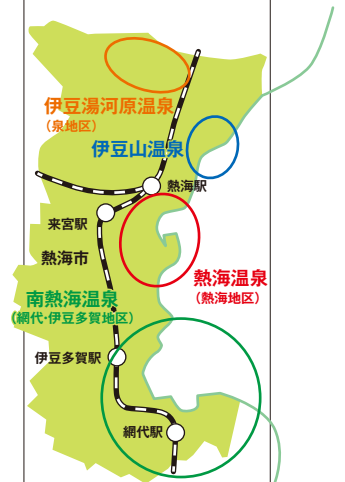 伊豆湯河原温泉
(泉地区)
伊豆山温泉
熱海駅
来宮駅
熱海市
熱海温泉
(熱海地区)
南熱海温泉
(網代・伊豆多賀地区)
伊豆多賀駅
網代駅